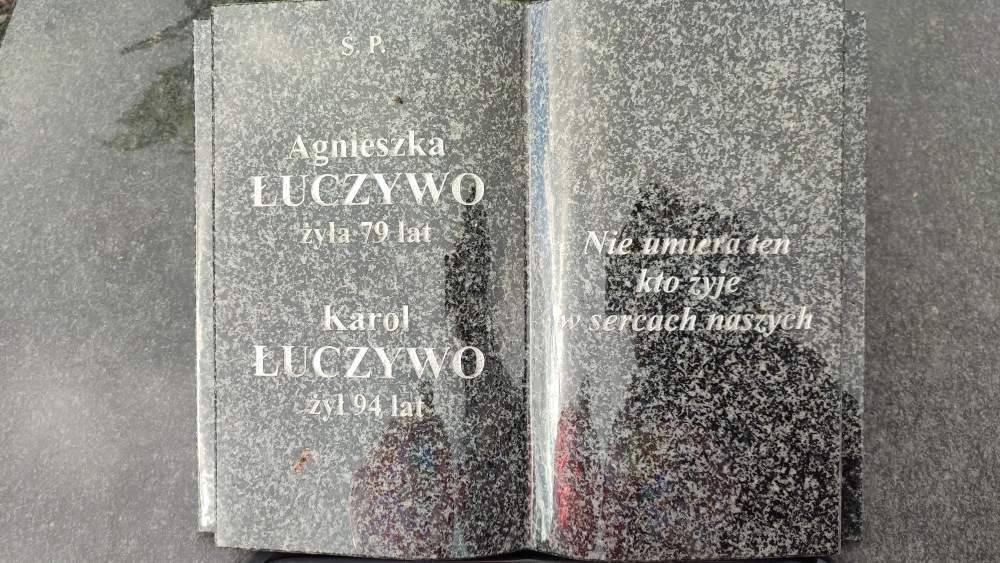 Ś. P.
Agnieszka
ŁUCZYWO
żyła 79 lat
Karol
ŁUCZYWO
żył 94 lat
Nie umiera ten
kto żyje
w sercach naszych